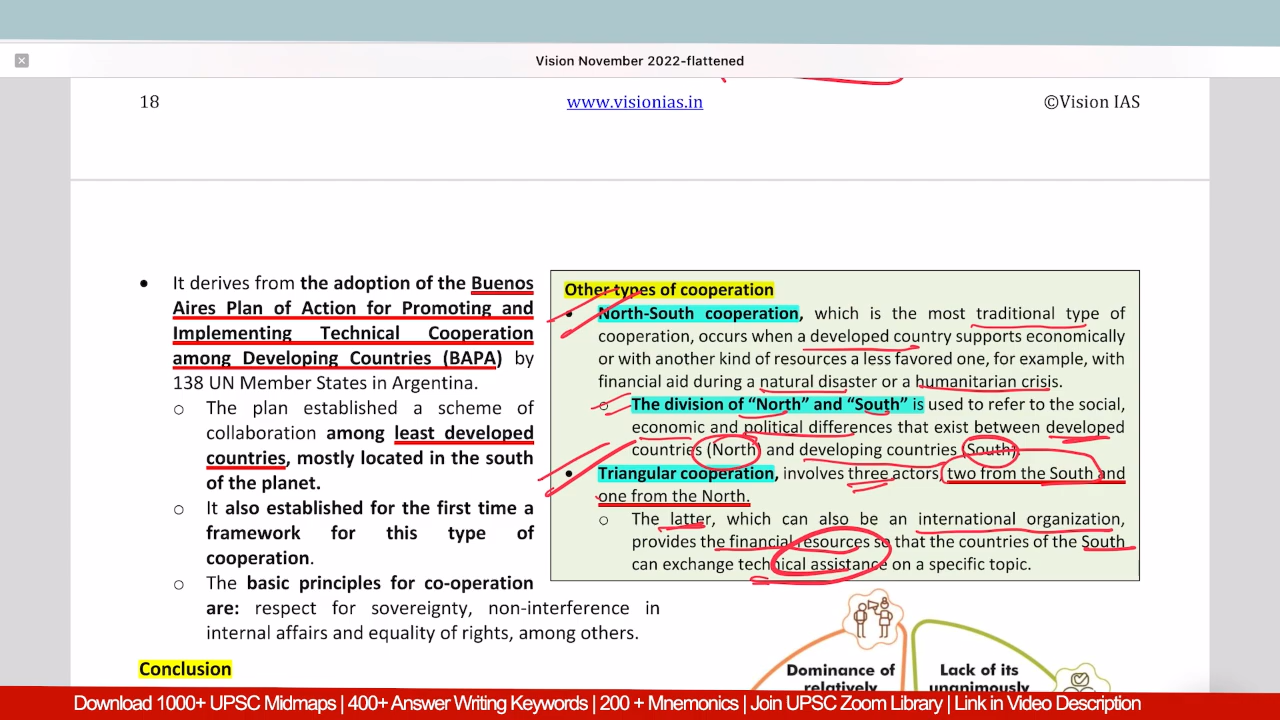 Vision November 2022-flattened
18
www.visionias.in
©Vision IAS
• It derives from the adoption of the Buenos
Aires Plan of Action for Promoting and
Implementing Technical Cooperation
among Developing Countries (BAPA) by
138 UN Member States in Argentina.
o The plan established a scheme of
collaboration among least developed
countries, mostly located in the south
of the planet.
o It also established for the first time a
framework for this type of
cooperation.
o The basic principles for co-operation
are: respect for sovereignty, non-interference in
internal affairs and equality of rights, among others.
Conclusion
Other types of cooperation
• North-South cooperation, which is the most traditional type of
cooperation, occurs when a developed country supports economically
or with another kind of resources a less favored one, for example, with
financial aid during a natural disaster or a humanitarian crisis.
o The division of “North” and “South” is used to refer to the social,
economic and political differences that exist between developed
countries (North) and developing countries (South).
• Triangular cooperation, involves three actors, two from the South and
one from the North.
o The latter, which can also be an international organization,
provides the financial resources so that the countries of the South
can exchange technical assistance on a specific topic.
Dominance of
relatively
Lack of its
unanimously
Download 1000+ UPSC Midmaps | 400+ Answer Writing Keywords | 200 + Mnemonics | Join UPSC Zoom Library | Link in Video Description